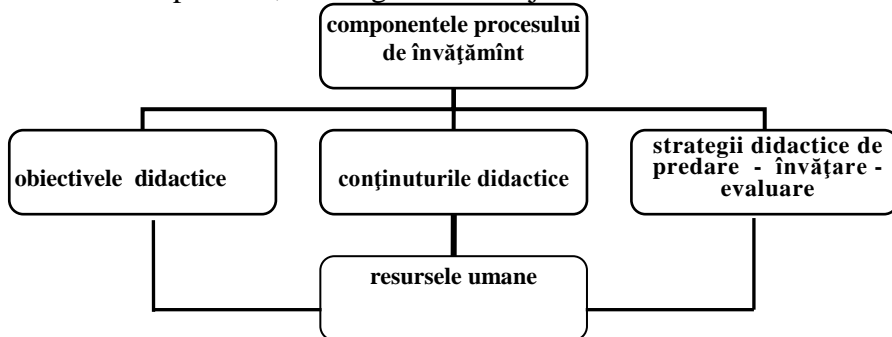 componentele procesului
de învăţămînt
obiectivele didactice
conţinuturile didactice
strategii didactice de
predare - învăţare -
evaluare
resursele umane